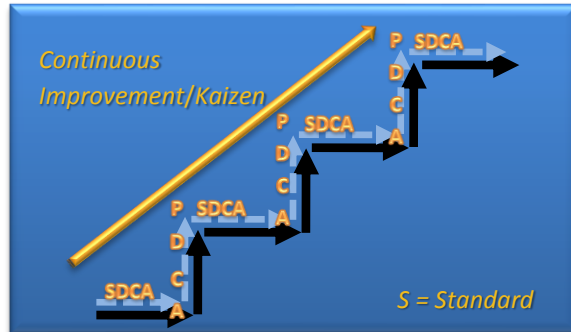 P SDCA
Continuous
D
Improvement/Kaizen
C
P SDCA
A
D
C
P SDCA
A
D
SDCA
C
A
S = Standard